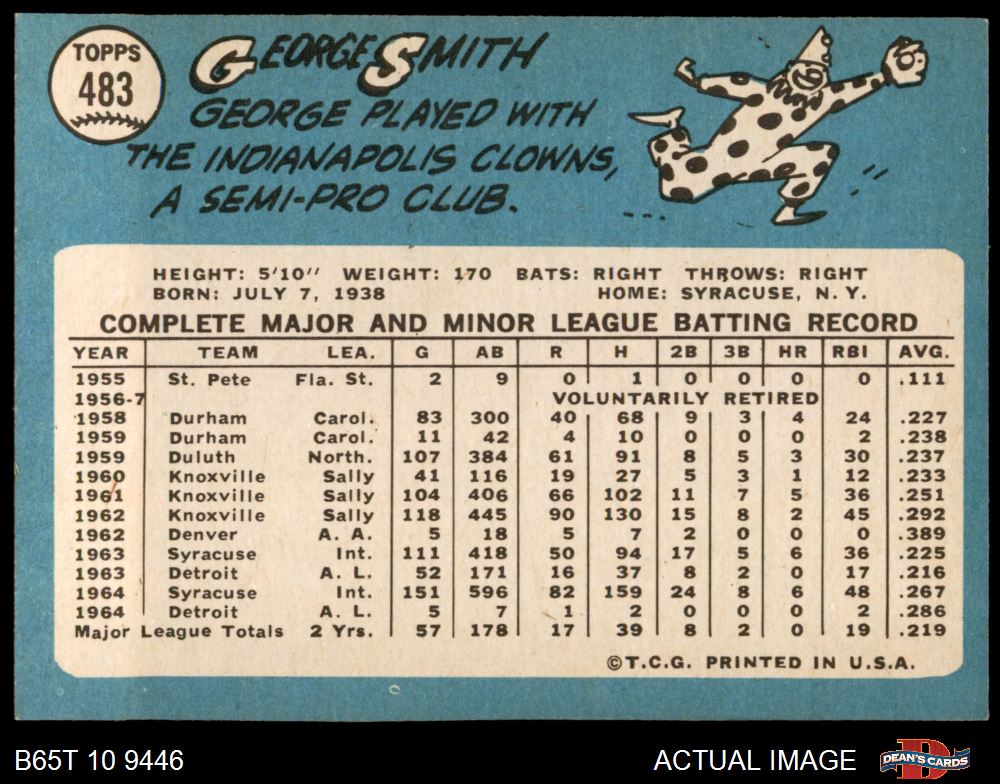 TOPPS
483
GEORGE SMITH
GEORGE PLAYED WITH
THE INDIANAPOLIS CLOWNS,
A SEMI-PRO CLUB.
HEIGHT: 5'10" WEIGHT: 170 BATS: RIGHT THROWS: RIGHT
BORN: JULY 7, 1938 HOME: SYRACUSE, N. Y.
COMPLETE MAJOR AND MINOR LEAGUE BATTING RECORD
YEAR TEAM LEA. G AB R H 2B 3B HR RBI AVG.
1955 St. Pete Fla. St. 2 9 0 1 0 0 0 0 .111
1956-7 VOLUNTARILY RETIRED
1958 Durham Carol. 83 300 40 68 9 3 4 24 .227
1959 Durham Carol. 11 42 4 10 0 0 0 2 .238
1959 Duluth North. 107 384 61 91 8 5 3 30 .237
1960 Knoxville Sally 41 116 19 27 5 3 1 12 .233
1961 Knoxville Sally 104 406 66 102 11 7 5 36 .251
1962 Knoxville Sally 118 445 90 130 15 8 2 45 .292
1962 Denver A. A. 5 18 5 7 2 0 0 0 .389
1963 Syracuse Int. 111 418 50 94 17 5 6 36 .225
1963 Detroit A. L. 52 171 16 37 8 2 0 17 .216
1964 Syracuse Int. 151 596 82 159 24 8 6 48 .267
1964 Detroit A. L. 5 7 1 2 0 0 0 2 .286
Major League Totals 2 Yrs. 57 178 17 39 8 2 0 19 .219
©T.C.G. PRINTED IN U.S.A.
B65T 10 9446 ACTUAL IMAGE DEAN'S CARDS